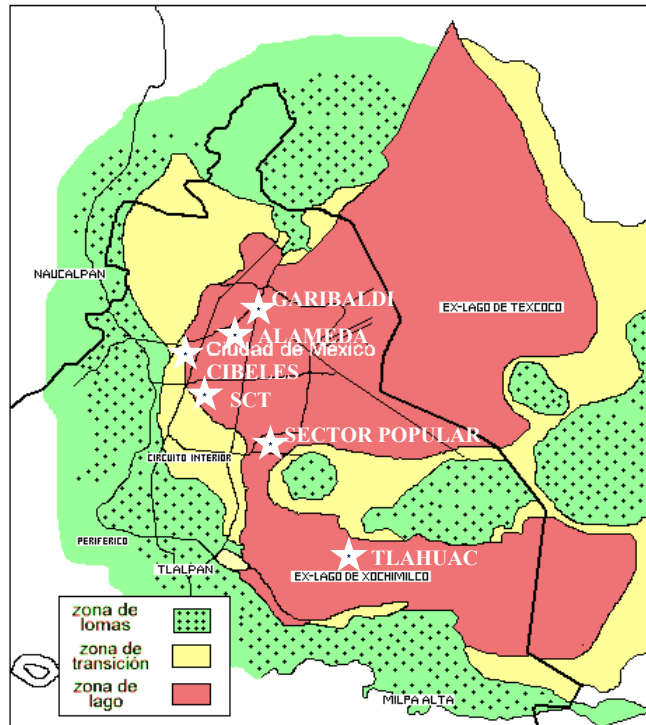 NAUCALPAN
GARIBALDI
EX-LAGO DE TEXCOCO
ALAMEDA
Ciudad de México
CIBELES
SCT
SECTOR POPULAR
CIRCUITO INTERIOR
PERIFERICO
TLAHUAC
TLALPAN
EX-LAGO DE XOCHIMILCO
zona de
lomas
zona de
transición
zona de
lago
MILPA ALTA